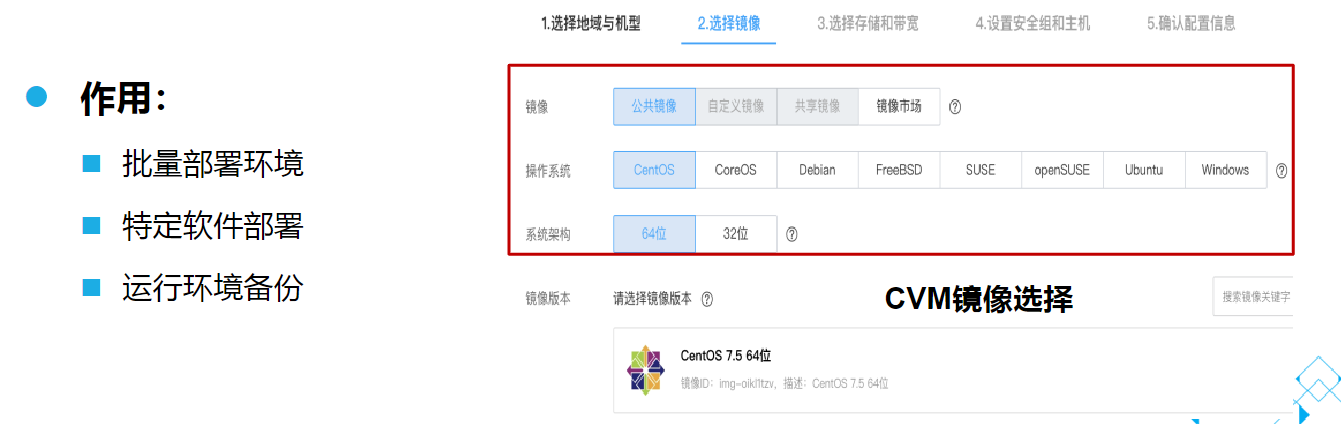 作用：
批量部署环境
特定软件部署
运行环境备份
1.选择地域与机型 2.选择镜像 3.选择存储和带宽 4.设置安全组和主机 5.确认配置信息
镜像 公共镜像 自定义镜像 共享镜像 镜像市场 ?
操作系统 CentOS CoreOS Debian FreeBSD SUSE openSUSE Ubuntu Windows ?
系统架构 64位 32位 ?
镜像版本 请选择镜像版本 ? CVM镜像选择 搜索镜像关键字
CentOS 7.5 64位
镜像ID：img-oikl1tzv，描述：CentOS 7.5 64位